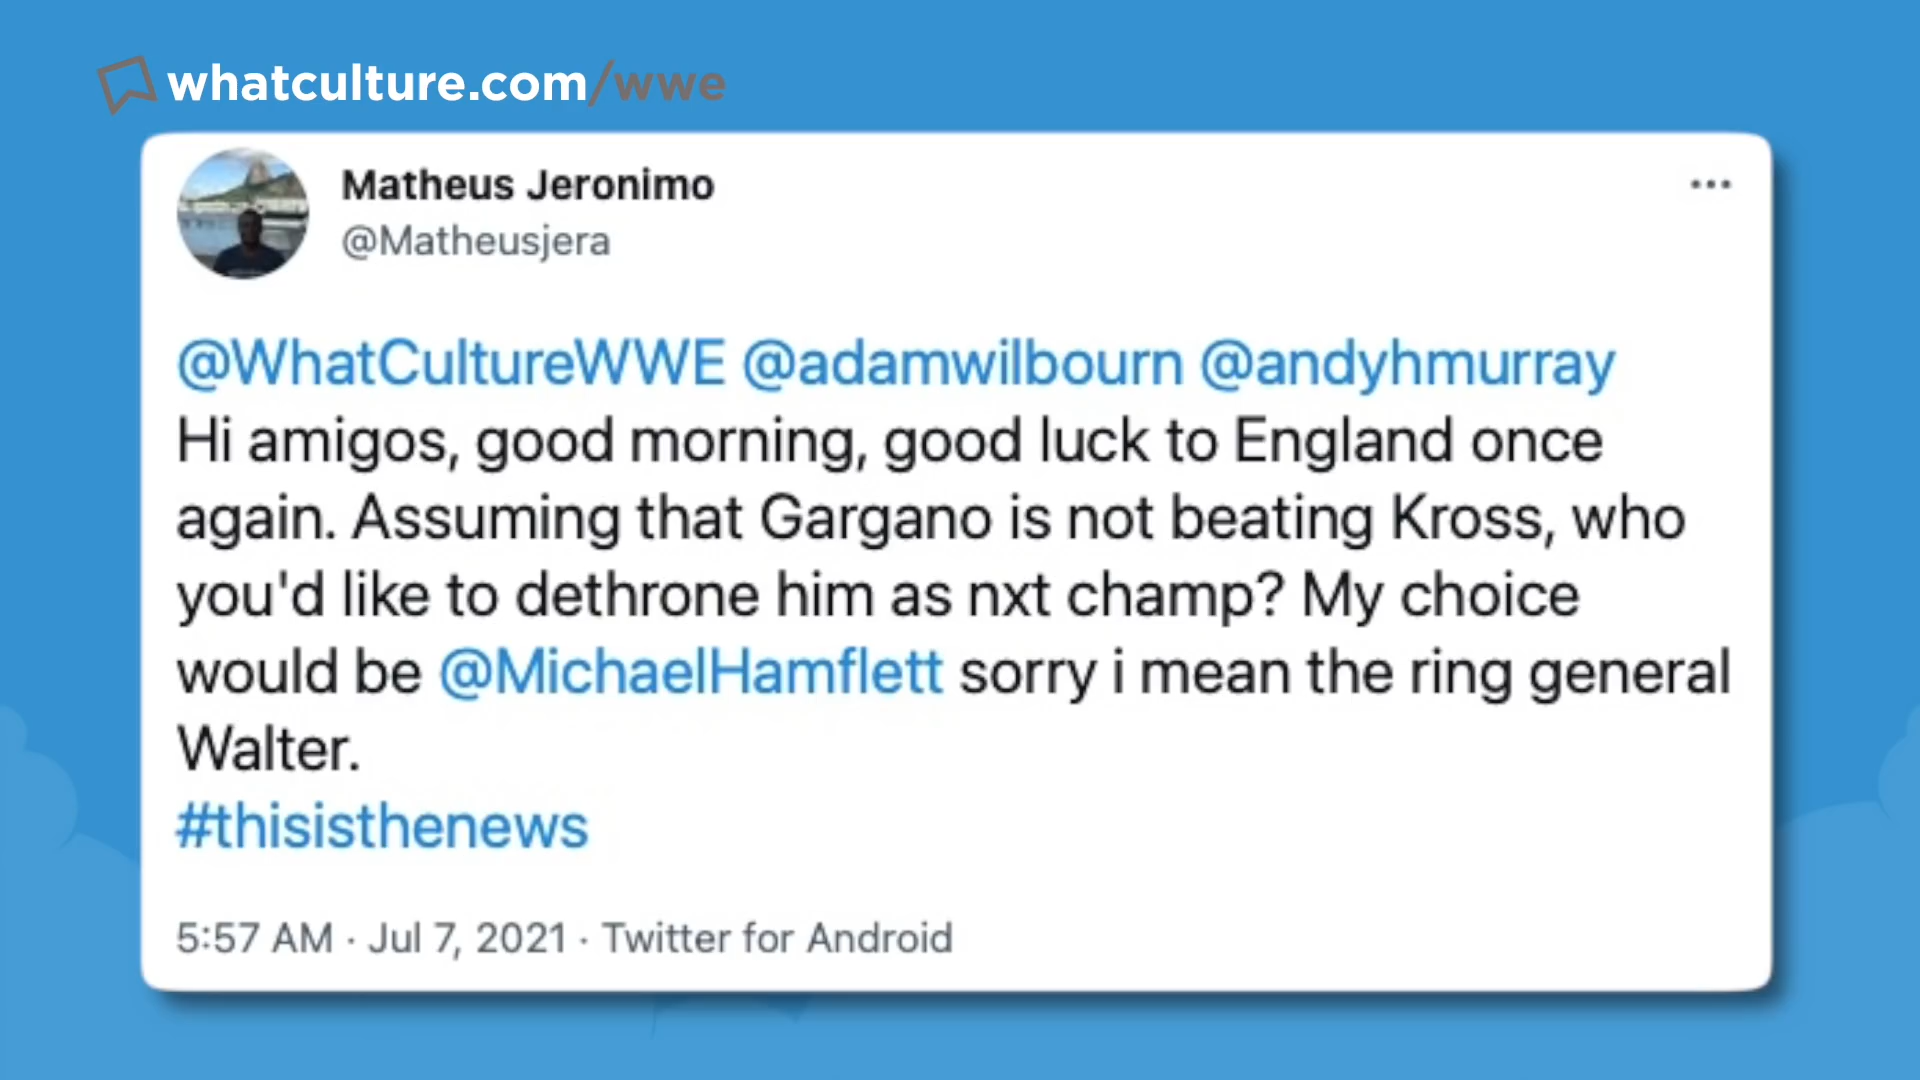 whatculture.com/wwe
Matheus Jeronimo
@Matheusjera
@WhatCultureWWE @adamwilbourn @andyhmurray
Hi amigos, good morning, good luck to England once
again. Assuming that Gargano is not beating Kross, who
you'd like to dethrone him as nxt champ? My choice
would be @MichaelHamflett sorry i mean the ring general
Walter.
#thisisthenews
5:57 AM · Jul 7, 2021 · Twitter for Android